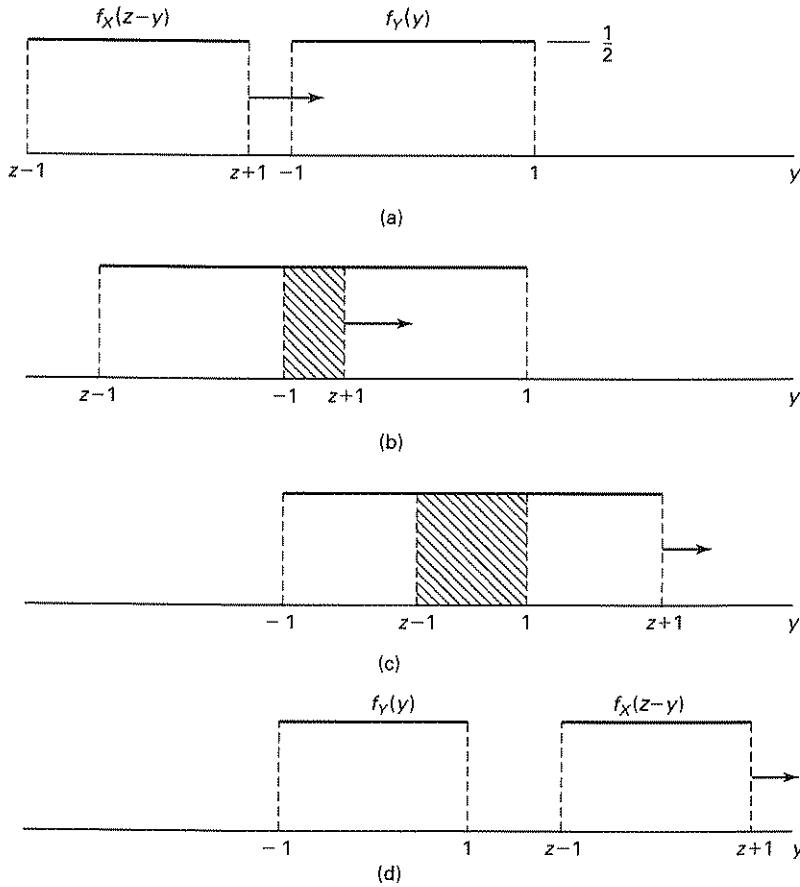 f_X(z−y) f_Y(y)
1/2
z−1 z+1 −1 1 y
(a)
z−1 −1 z+1 1 y
(b)
−1 z−1 1 z+1 y
(c)
f_Y(y) f_X(z−y)
−1 1 z−1 z+1 y
(d)